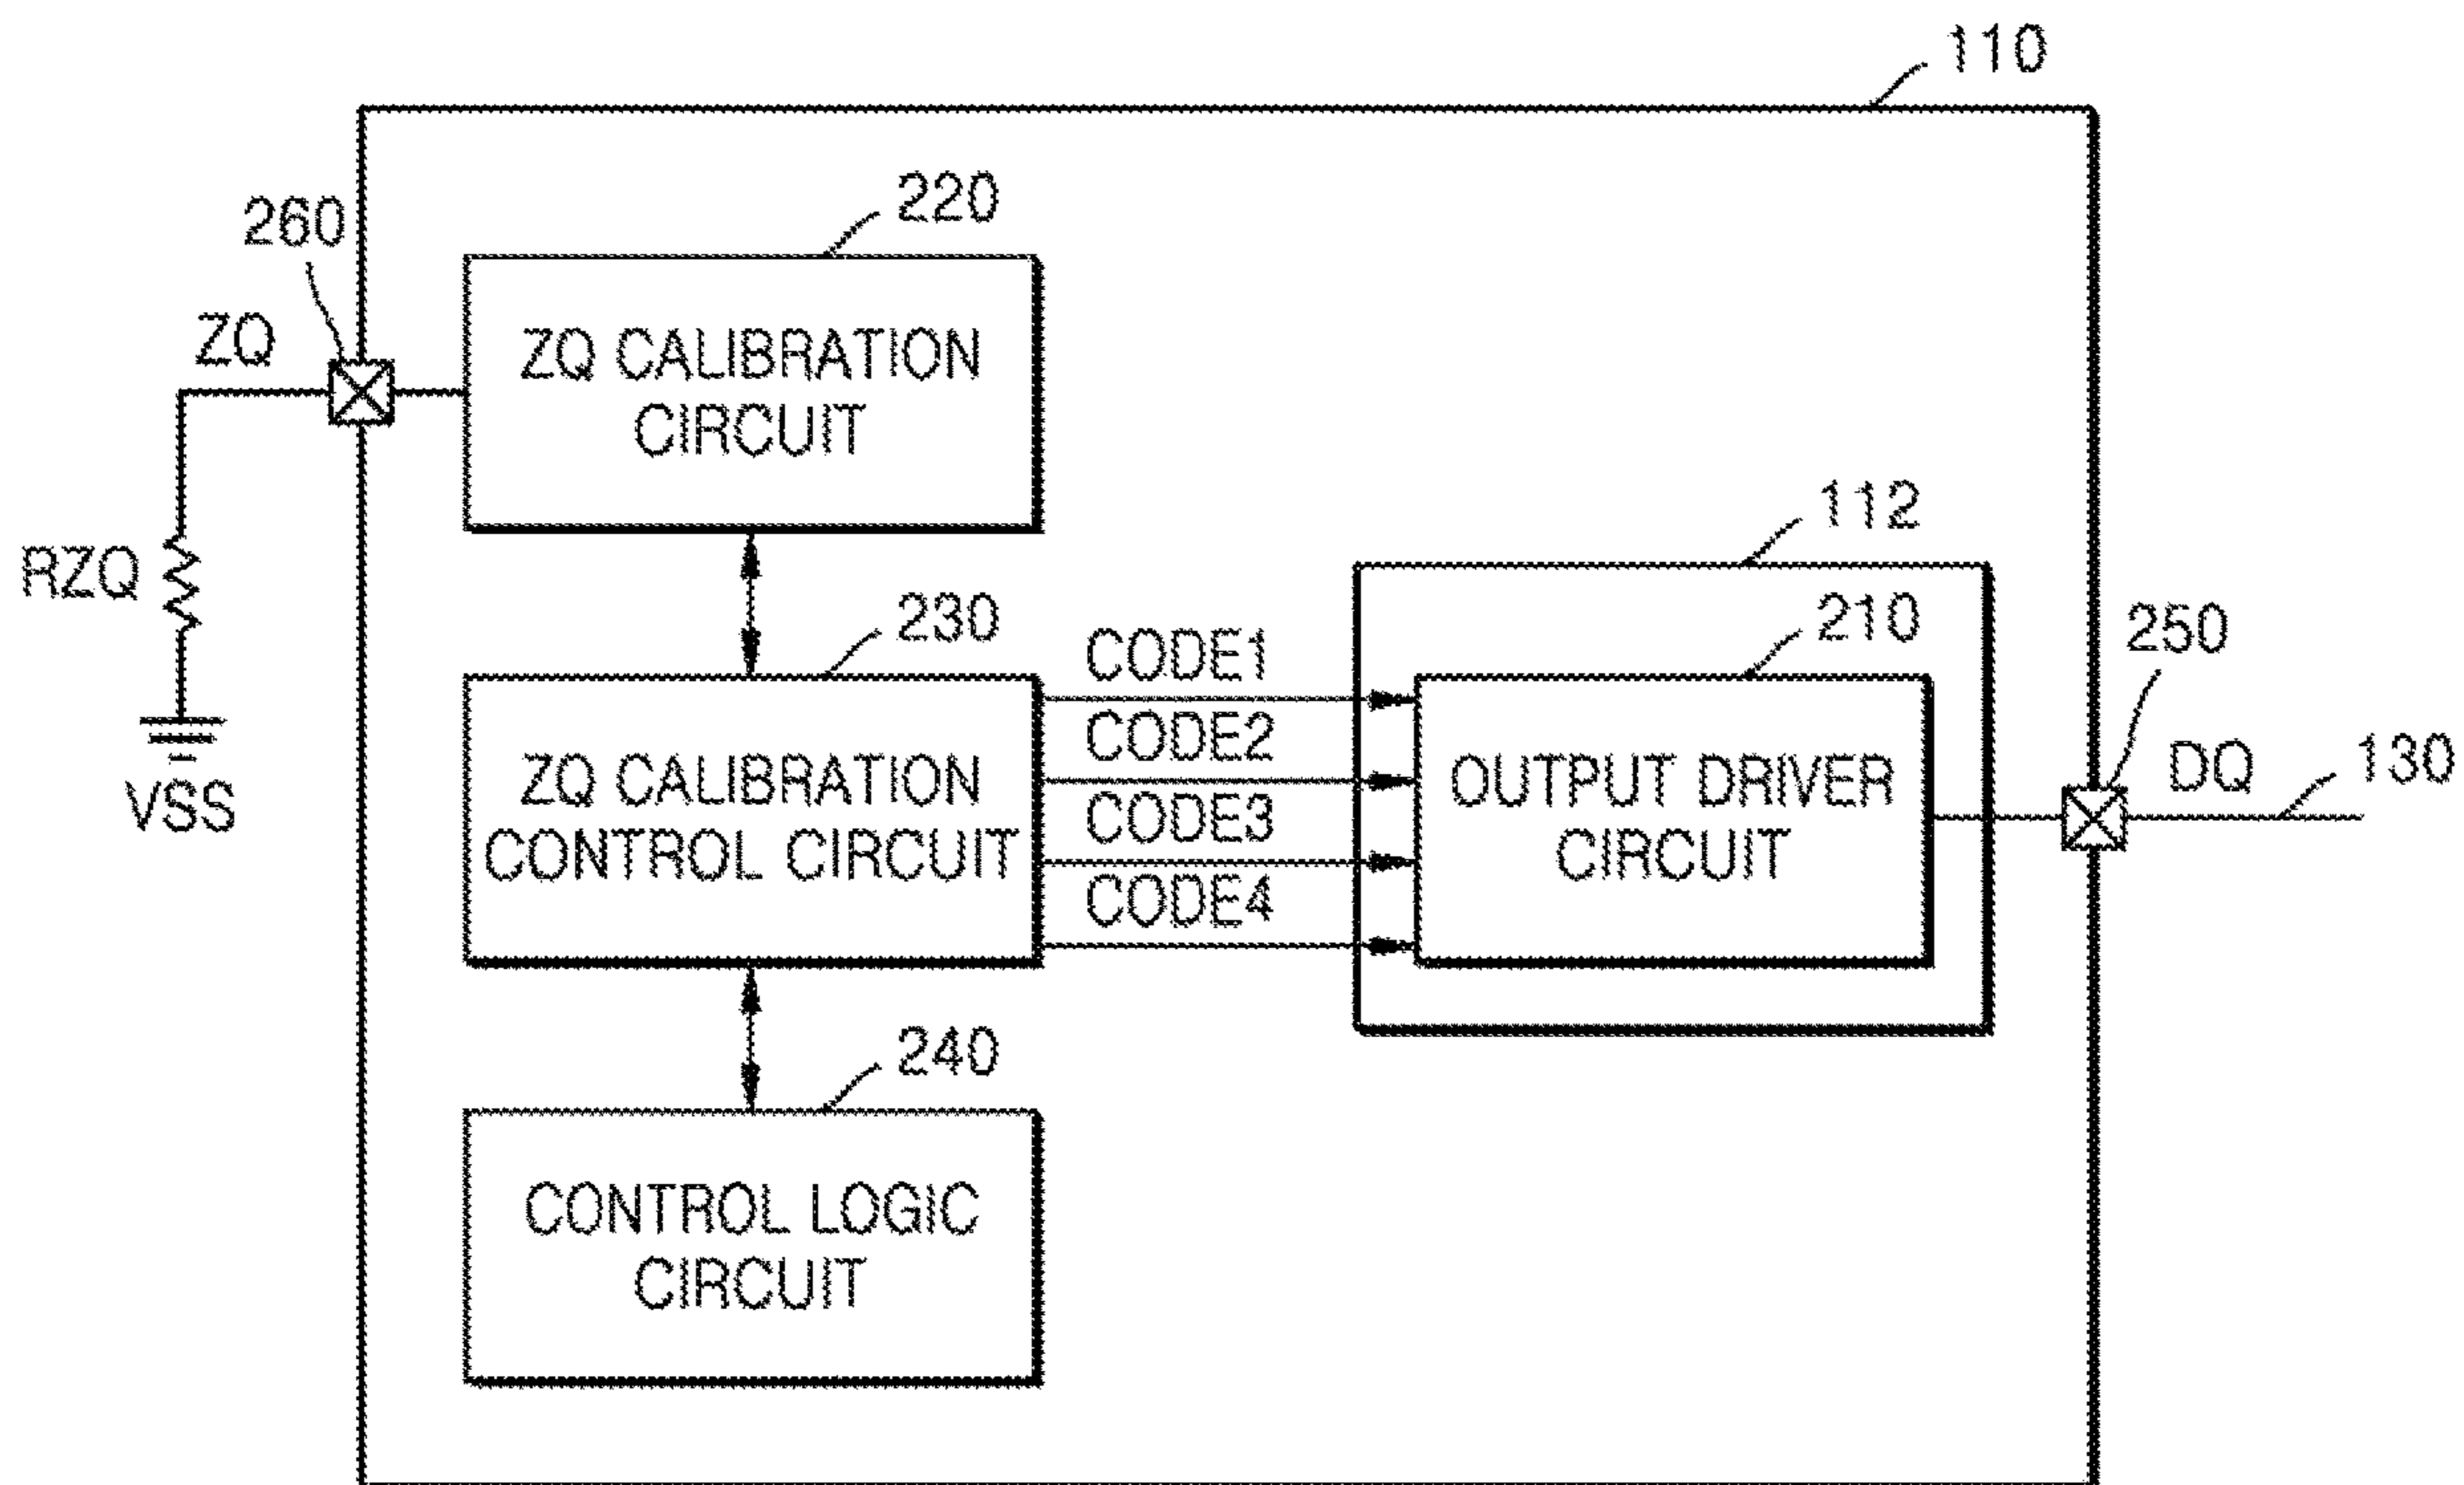 110
220
260
ZQ
ZQ CALIBRATION
CIRCUIT
RZQ
VSS
230
CODE1
CODE2
CODE3
CODE4
ZQ CALIBRATION
CONTROL CIRCUIT
112
210
OUTPUT DRIVER
CIRCUIT
250
DQ
130
240
CONTROL LOGIC
CIRCUIT